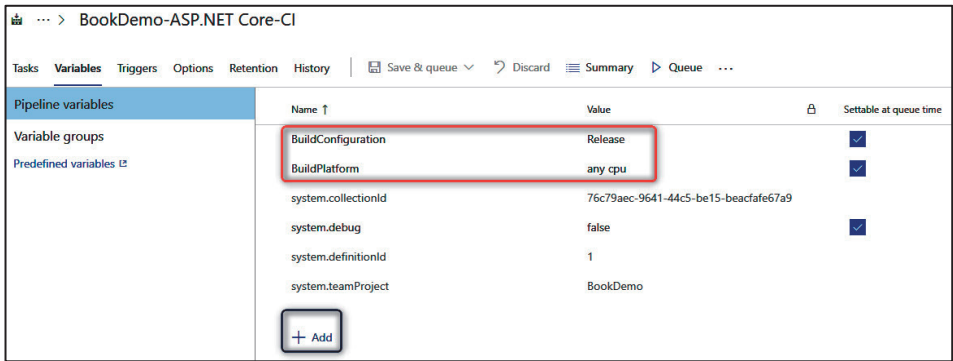 ... > BookDemo-ASP.NET Core-CI
Tasks Variables Triggers Options Retention History Save & queue Discard Summary Queue ...
Pipeline variables
Variable groups
Predefined variables
Name ↑ Value Settable at queue time
BuildConfiguration Release
BuildPlatform any cpu
system.collectionId 76c79aec-9641-44c5-be15-beacfafe67a9
system.debug false
system.definitionId 1
system.teamProject BookDemo
+ Add